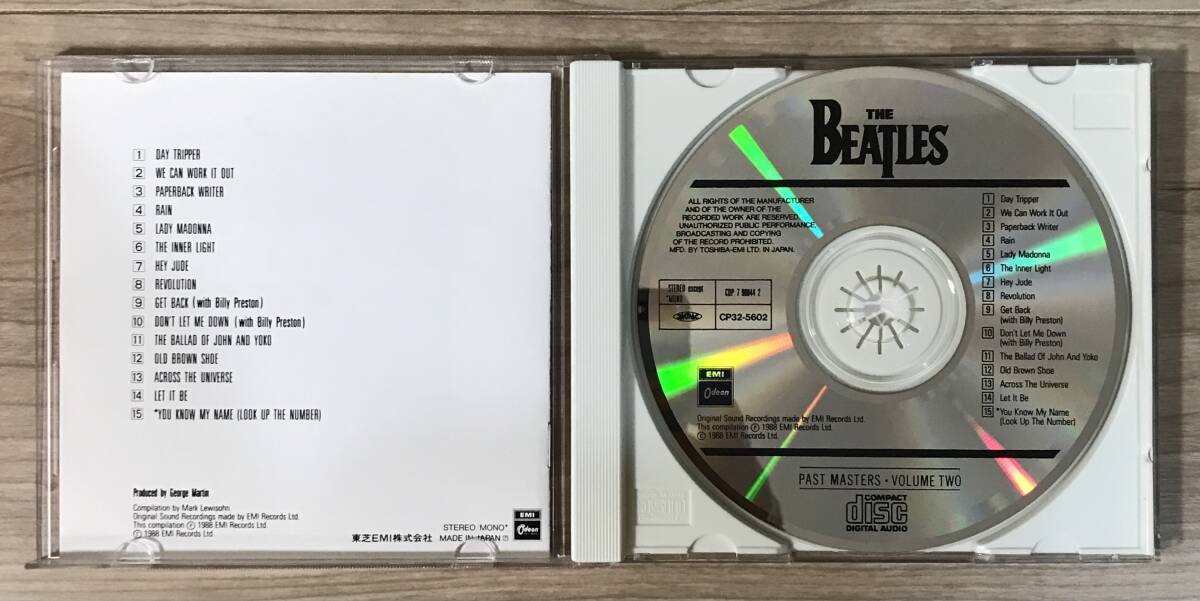 1 DAY TRIPPER
2 WE CAN WORK IT OUT
3 PAPERBACK WRITER
4 RAIN
5 LADY MADONNA
6 THE INNER LIGHT
7 HEY JUDE
8 REVOLUTION
9 GET BACK (with Billy Preston)
10 DON'T LET ME DOWN (with Billy Preston)
11 THE BALLAD OF JOHN AND YOKO
12 OLD BROWN SHOE
13 ACROSS THE UNIVERSE
14 LET IT BE
15 *YOU KNOW MY NAME (LOOK UP THE NUMBER)
Produced by George Martin
Compilation by Mark Lewisohn.
Original Sound Recordings made by EMI Records Ltd.
This compilation ℗ 1988 EMI Records Ltd.
© 1988 EMI Records Ltd.
東芝EMI株式会社
STEREO MONO*
MADE IN JAPAN
EMI
Odeon
THE
BEATLES
ALL RIGHTS OF THE MANUFACTURER
AND OF THE OWNER OF THE
RECORDED WORK ARE RESERVED.
UNAUTHORIZED PUBLIC PERFORMANCE,
BROADCASTING AND COPYING
OF THE RECORD PROHIBITED.
MFD. BY TOSHIBA-EMI LTD. IN JAPAN.
STEREO except
*MONO
CDP 7 90044 2
CP32-5602
EMI
Odeon
Original Sound Recordings made by EMI Records Ltd.
This compilation ℗ 1988 EMI Records Ltd.
© 1988 EMI Records Ltd.
1 Day Tripper
2 We Can Work It Out
3 Paperback Writer
4 Rain
5 Lady Madonna
6 The Inner Light
7 Hey Jude
8 Revolution
9 Get Back
(with Billy Preston)
10 Don't Let Me Down
(with Billy Preston)
11 The Ballad Of John And Yoko
12 Old Brown Shoe
13 Across The Universe
14 Let It Be
15 *You Know My Name
(Look Up The Number)
PAST MASTERS · VOLUME TWO
COMPACT
disc
DIGITAL AUDIO